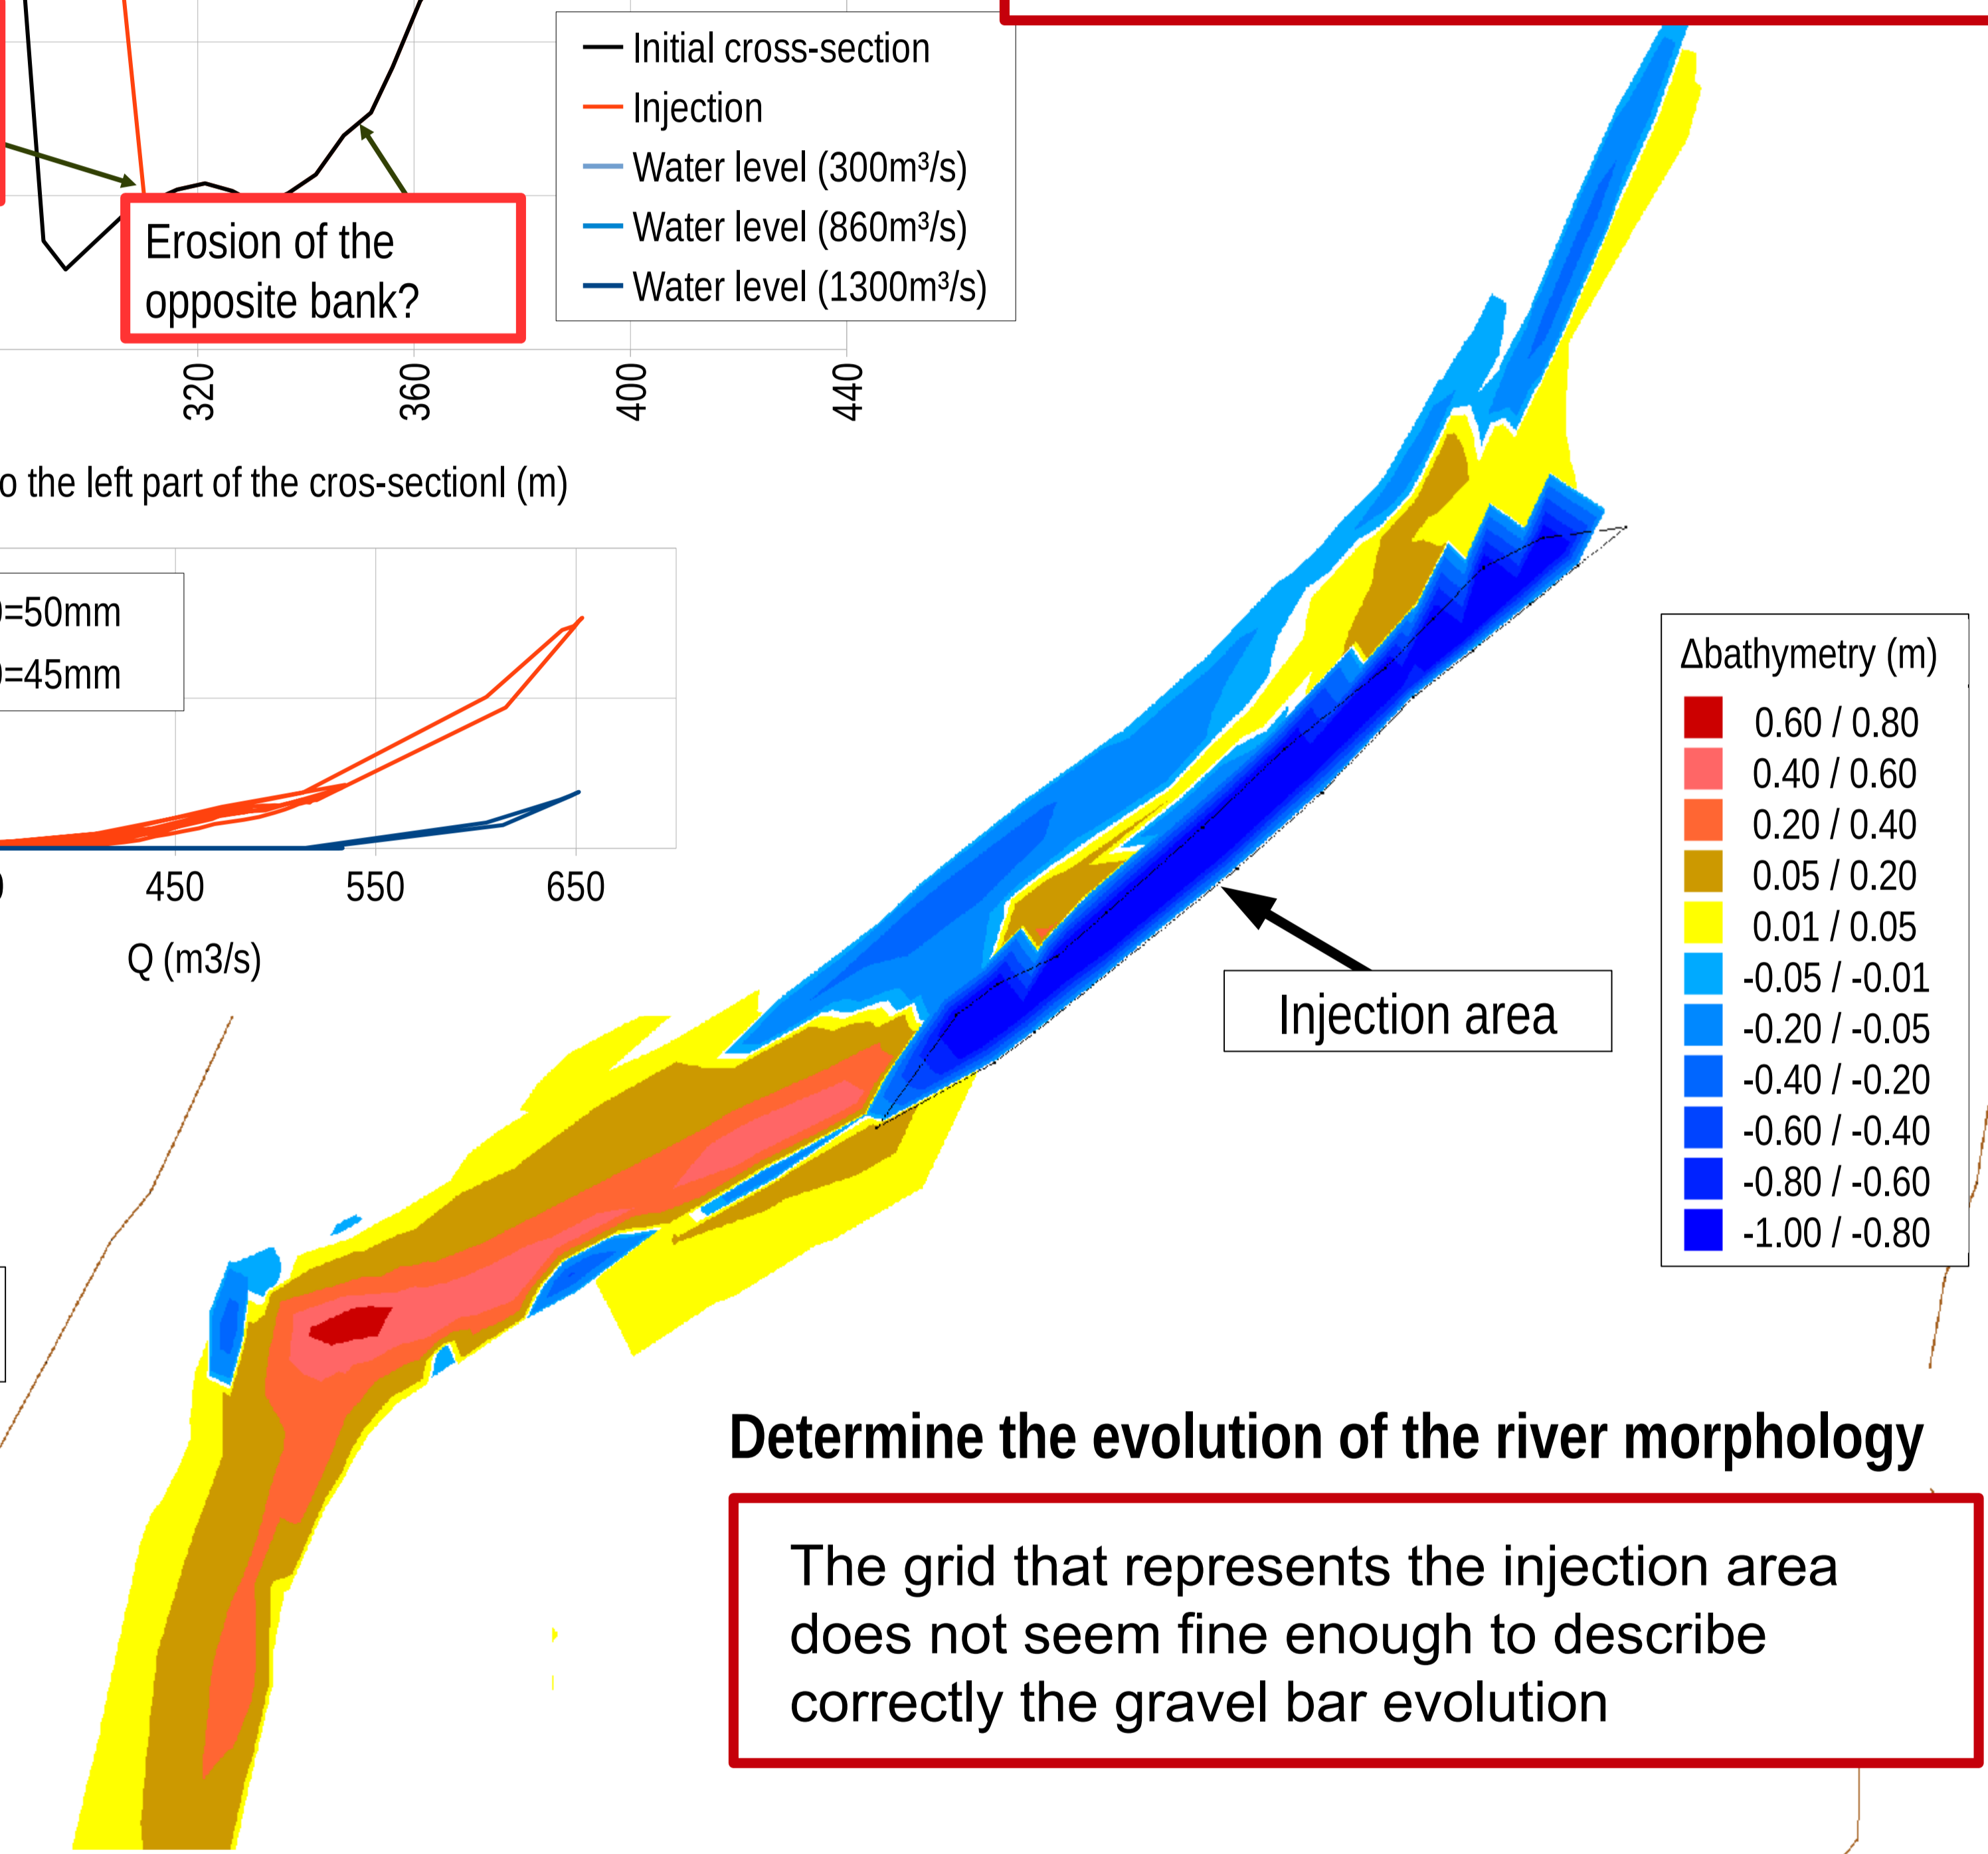 Initial cross-section
Injection
Water level (300m³/s)
Water level (860m³/s)
Water level (1300m³/s)
Erosion of the
opposite bank?
320
360
400
440
o the left part of the cros-sectionl (m)
=50mm
=45mm
450
550
650
Q (m3/s)
Injection area
Δbathymetry (m)
0.60 / 0.80
0.40 / 0.60
0.20 / 0.40
0.05 / 0.20
0.01 / 0.05
-0.05 / -0.01
-0.20 / -0.05
-0.40 / -0.20
-0.60 / -0.40
-0.80 / -0.60
-1.00 / -0.80
Determine the evolution of the river morphology
The grid that represents the injection area
does not seem fine enough to describe
correctly the gravel bar evolution